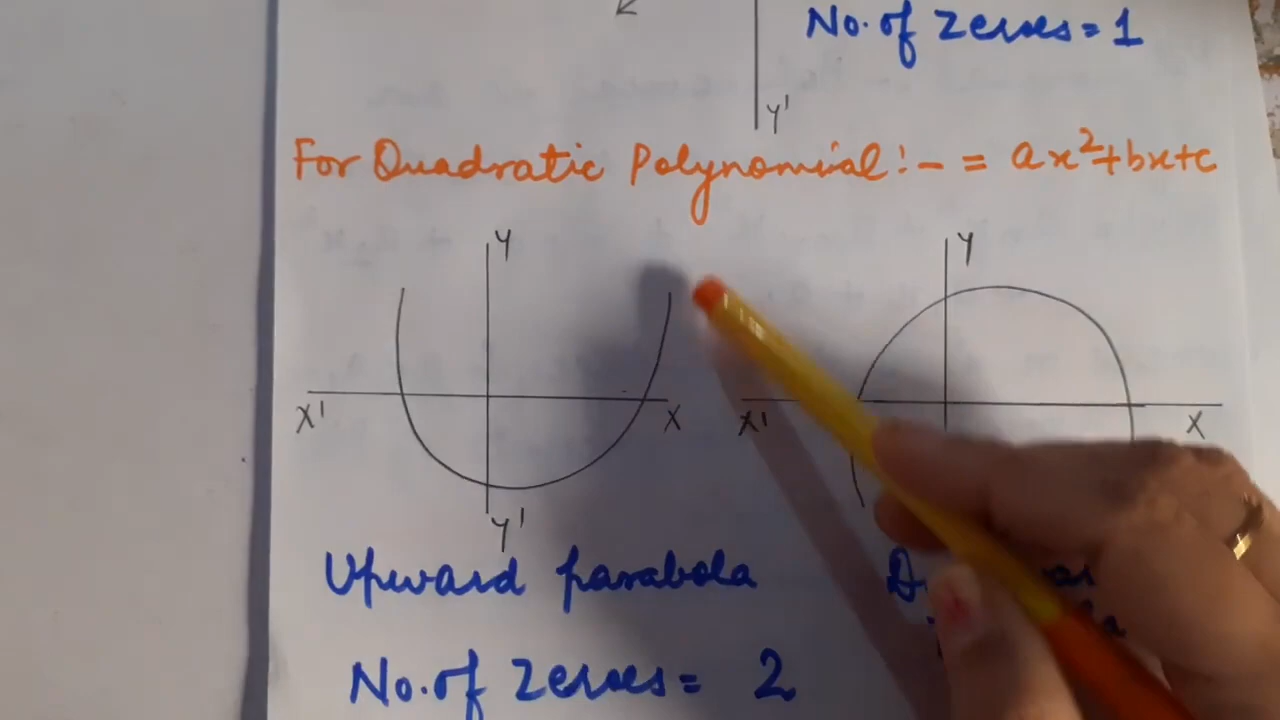 No. of zeroes = 1
Y'
For Quadratic Polynomial :- = ax²+bx+c
Y
Y
X'
X
X'
X
Y'
Upward parabola
No. of zeroes = 2